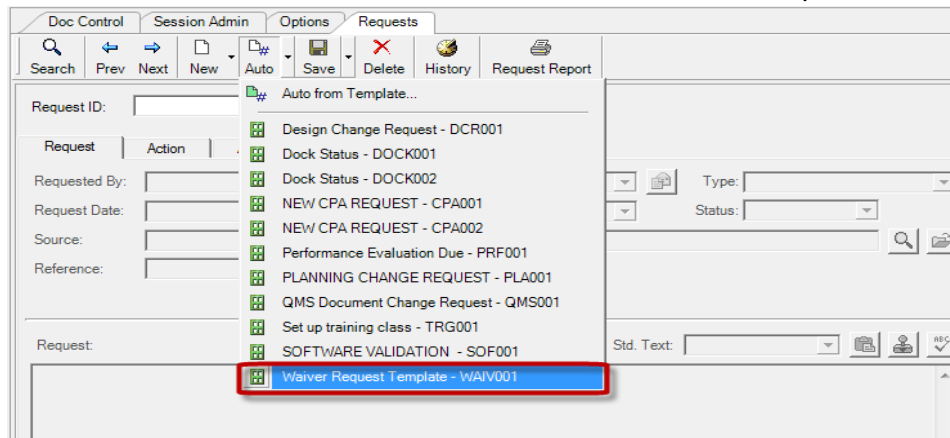 Doc Control Session Admin Options Requests
Search Prev Next New Auto Save Delete History Request Report
Request ID:
Auto from Template...
Request Action
Design Change Request - DCR001
Dock Status - DOCK001
Requested By:
Dock Status - DOCK002
Type:
Request Date:
NEW CPA REQUEST - CPA001
Status:
Source:
NEW CPA REQUEST - CPA002
Performance Evaluation Due - PRF001
Reference:
PLANNING CHANGE REQUEST - PLA001
QMS Document Change Request - QMS001
Set up training class - TRG001
Request:
SOFTWARE VALIDATION - SOF001
Std. Text:
ABC
Waiver Request Template - WAIV001